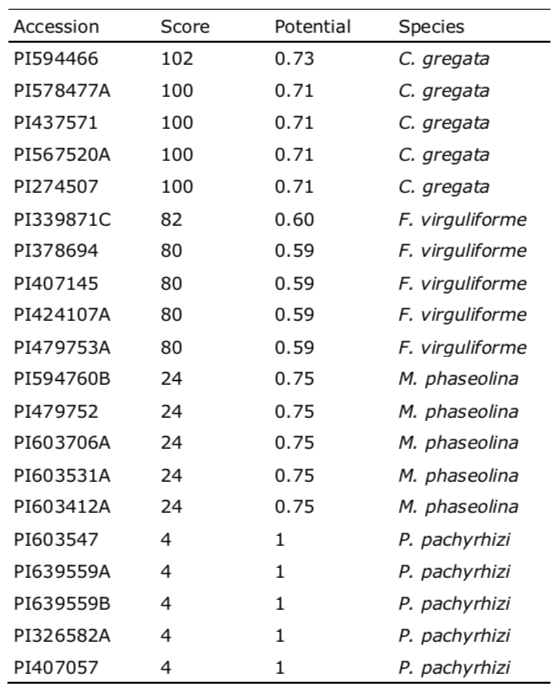 Accession Score Potential Species
PI594466 102 0.73 C. gregata
PI578477A 100 0.71 C. gregata
PI437571 100 0.71 C. gregata
PI567520A 100 0.71 C. gregata
PI274507 100 0.71 C. gregata
PI339871C 82 0.60 F. virguliforme
PI378694 80 0.59 F. virguliforme
PI407145 80 0.59 F. virguliforme
PI424107A 80 0.59 F. virguliforme
PI479753A 80 0.59 F. virguliforme
PI594760B 24 0.75 M. phaseolina
PI479752 24 0.75 M. phaseolina
PI603706A 24 0.75 M. phaseolina
PI603531A 24 0.75 M. phaseolina
PI603412A 24 0.75 M. phaseolina
PI603547 4 1 P. pachyrhizi
PI639559A 4 1 P. pachyrhizi
PI639559B 4 1 P. pachyrhizi
PI326582A 4 1 P. pachyrhizi
PI407057 4 1 P. pachyrhizi